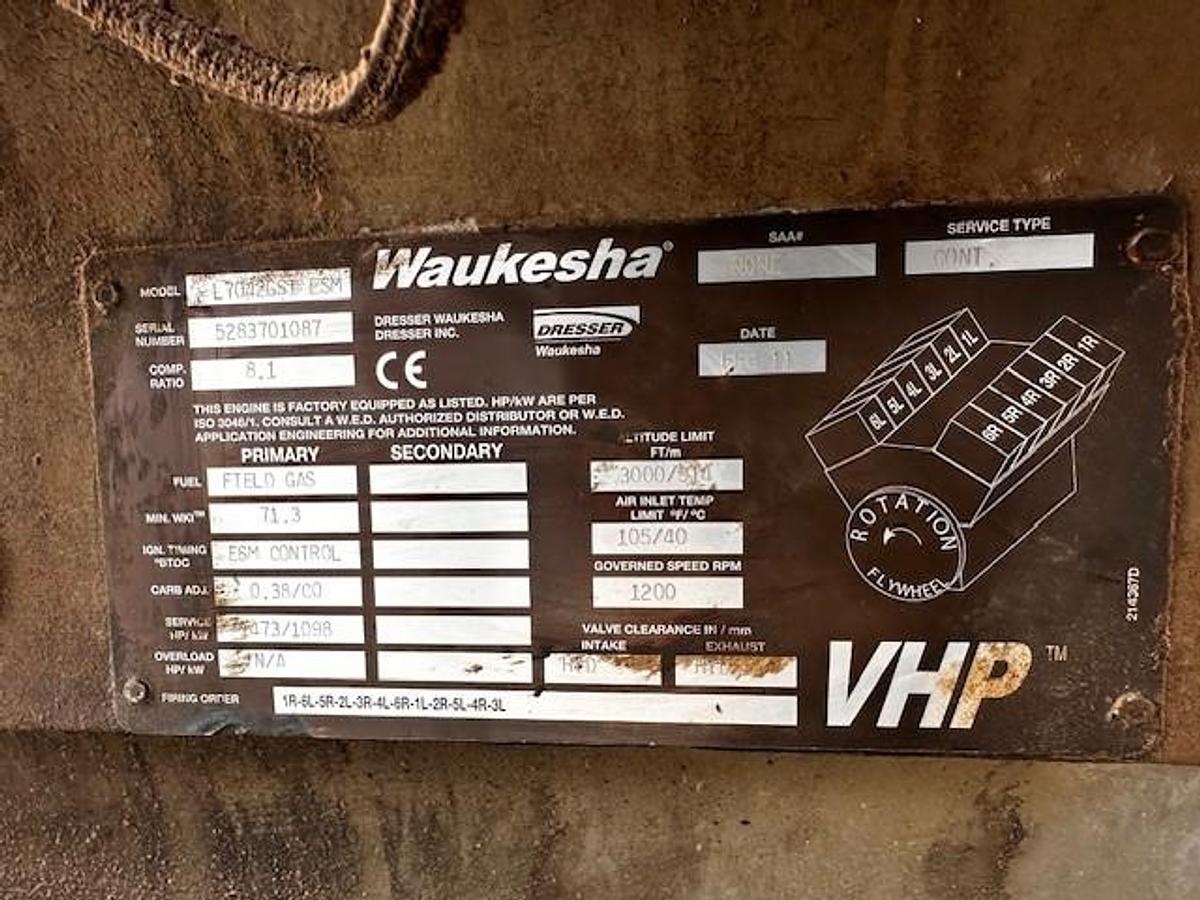 Waukesha®
SAA#
NONE
SERVICE TYPE
CONT.
MODEL L7042GSI ESM
SERIAL NUMBER 5283701087
COMP. RATIO 8.1
DRESSER WAUKESHA
DRESSER INC.
DRESSER
Waukesha
CE
DATE
11
THIS ENGINE IS FACTORY EQUIPPED AS LISTED. HP/kW ARE PER
ISO 3046/1. CONSULT A W.E.D. AUTHORIZED DISTRIBUTOR OR W.E.D.
APPLICATION ENGINEERING FOR ADDITIONAL INFORMATION.
PRIMARY SECONDARY
FUEL FIELD GAS
MIN. WKI™ 71.3
IGN. TIMING °BTDC ESM CONTROL
CARB ADJ. 0.38/CO
SERVICE HP/kW 1473/1098
OVERLOAD HP/kW N/A
FIRING ORDER 1R-6L-5R-2L-3R-4L-6R-1L-2R-5L-4R-3L
ALTITUDE LIMIT
FT/m
3000/914
AIR INLET TEMP
LIMIT °F/°C
105/40
GOVERNED SPEED RPM
1200
VALVE CLEARANCE IN / mm
INTAKE EXHAUST
6L 5L 4L 3L 2L 1L
6R 5R 4R 3R 2R 1R
ROTATION
FLYWHEEL
214367D
VHP™